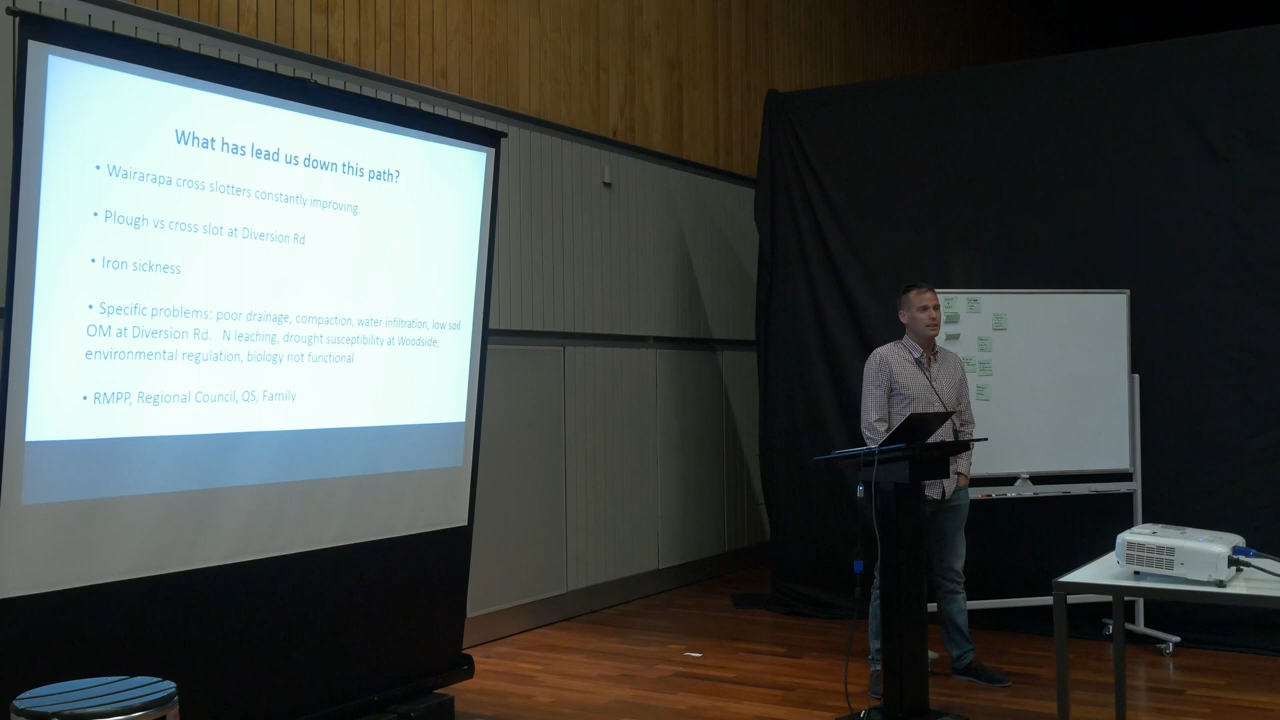 What has lead us down this path?
• Wairarapa cross slotters constantly improving
• Plough vs cross slot at Diversion Rd
• Iron sickness
• Specific problems: poor drainage, compaction, water infiltration, low soil
OM at Diversion Rd. N leaching, drought susceptibility at Woodside,
environmental regulation, biology not functional
• RMPP, Regional Council, QS, Family